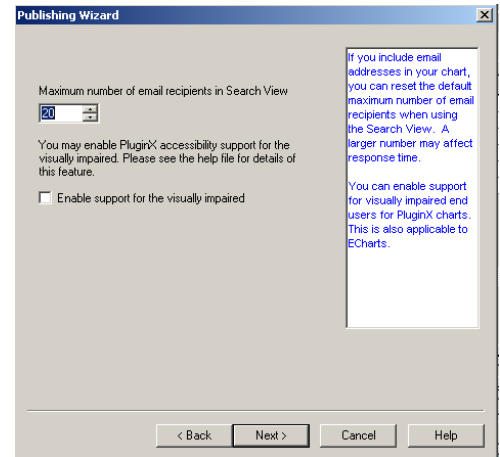 Publishing Wizard
Maximum number of email recipients in Search View
20
You may enable PluginX accessibility support for the
visually impaired. Please see the help file for details of
this feature.
Enable support for the visually impaired
If you include email
addresses in your chart,
you can reset the default
maximum number of email
recipients when using
the Search View.  A
larger number may affect
response time.
You can enable support
for visually impaired end
users for PluginX charts.
This is also applicable to
ECharts.
< Back
Next >
Cancel
Help